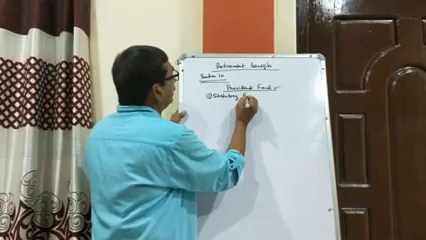 Retirement Benefits
Section 10
Provident Fund ✓
① Statutory